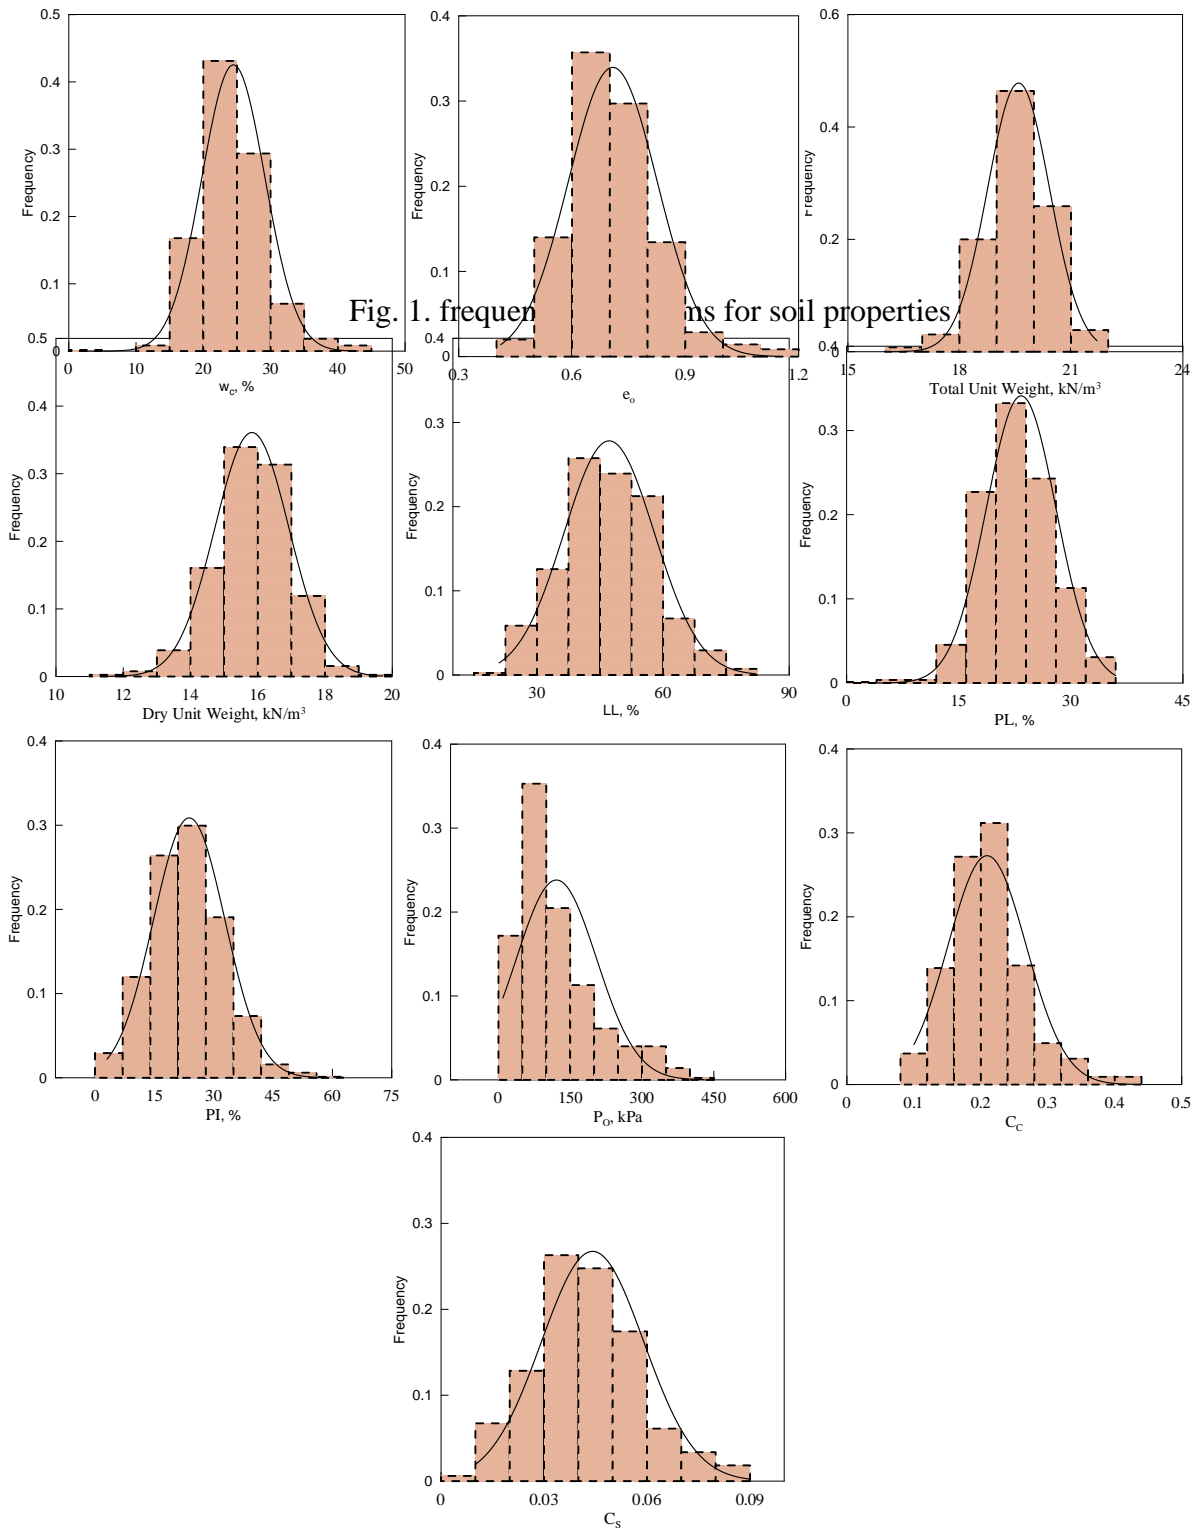 0.5
0.4
0.3
0.2
0.1
0
Frequency
0 10 20 30 40 50
w_c, %
0.4
0.3
0.2
0.1
0
Frequency
0.3 0.6 0.9 1.2
e_o
0.6
0.4
0.2
0
Frequency
15 18 21 24
Total Unit Weight, kN/m³
Fig. 1. frequen ms for soil properties
0.5
0.4
0.3
0.2
0.1
0
Frequency
10 12 14 16 18 20
Dry Unit Weight, kN/m³
0.4
0.3
0.2
0.1
0
Frequency
30 60 90
LL, %
0.4
0.3
0.2
0.1
0
Frequency
0 15 30 45
PL, %
0.4
0.3
0.2
0.1
0
Frequency
0 15 30 45 60 75
PI, %
0.4
0.3
0.2
0.1
0
Frequency
0 150 300 450 600
P_O, kPa
0.4
0.3
0.2
0.1
0
Frequency
0 0.1 0.2 0.3 0.4 0.5
C_C
0.4
0.3
0.2
0.1
0
Frequency
0 0.03 0.06 0.09
C_S